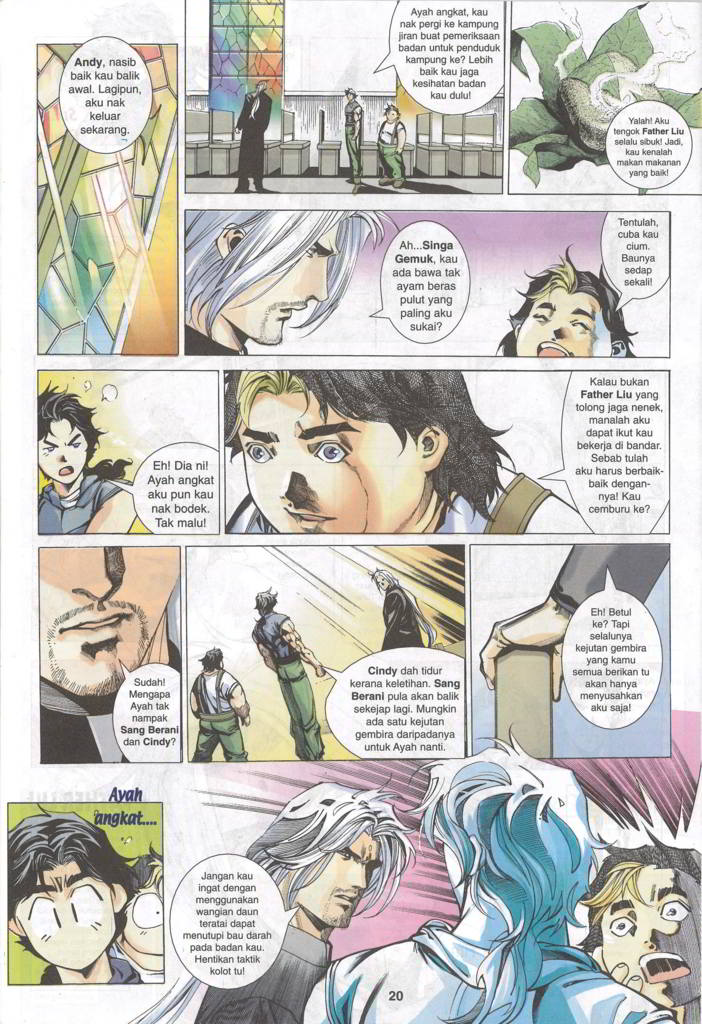 Andy, nasib
baik kau balik
awal. Lagipun,
aku nak
keluar
sekarang.
Ayah angkat, kau
nak pergi ke kampung
jiran buat pemeriksaan
badan untuk penduduk
kampung ke? Lebih
baik kau jaga
kesihatan badan
kau dulu!
Yalah! Aku
tengok Father Liu
selalu sibuk! Jadi,
kau kenalah
makan makanan
yang baik!
Ah...Singa
Gemuk, kau
ada bawa tak
ayam beras
pulut yang
paling aku
sukai?
Tentulah,
cuba kau
cium.
Baunya
sedap
sekali!
Eh! Dia ni!
Ayah angkat
aku pun kau
nak bodek.
Tak malu!
Kalau bukan
Father Liu yang
tolong jaga nenek,
manalah aku
dapat ikut kau
bekerja di bandar.
Sebab itulah
aku harus berbaik-
baik dengan-
nya! Kau
cemburu ke?
Sudah!
Mengapa
Ayah tak
nampak
Sang Berani
dan Cindy?
Cindy dah tidur
kerana keletihan. Sang
Berani pula akan balik
sekejap lagi. Mungkin
ada satu kejutan
gembira daripadanya
untuk Ayah nanti.
Eh! Betul
ke? Tapi
selalunya
kejutan gembira
yang kamu
semua berikan tu
akan hanya
menyusahkan
aku saja!
Ayah
angkat....
Jangan kau
ingat dengan
menggunakan
wangian daun
teratai dapat
menutupi bau darah
pada badan kau.
Hentikan taktik
kolot tu!
20